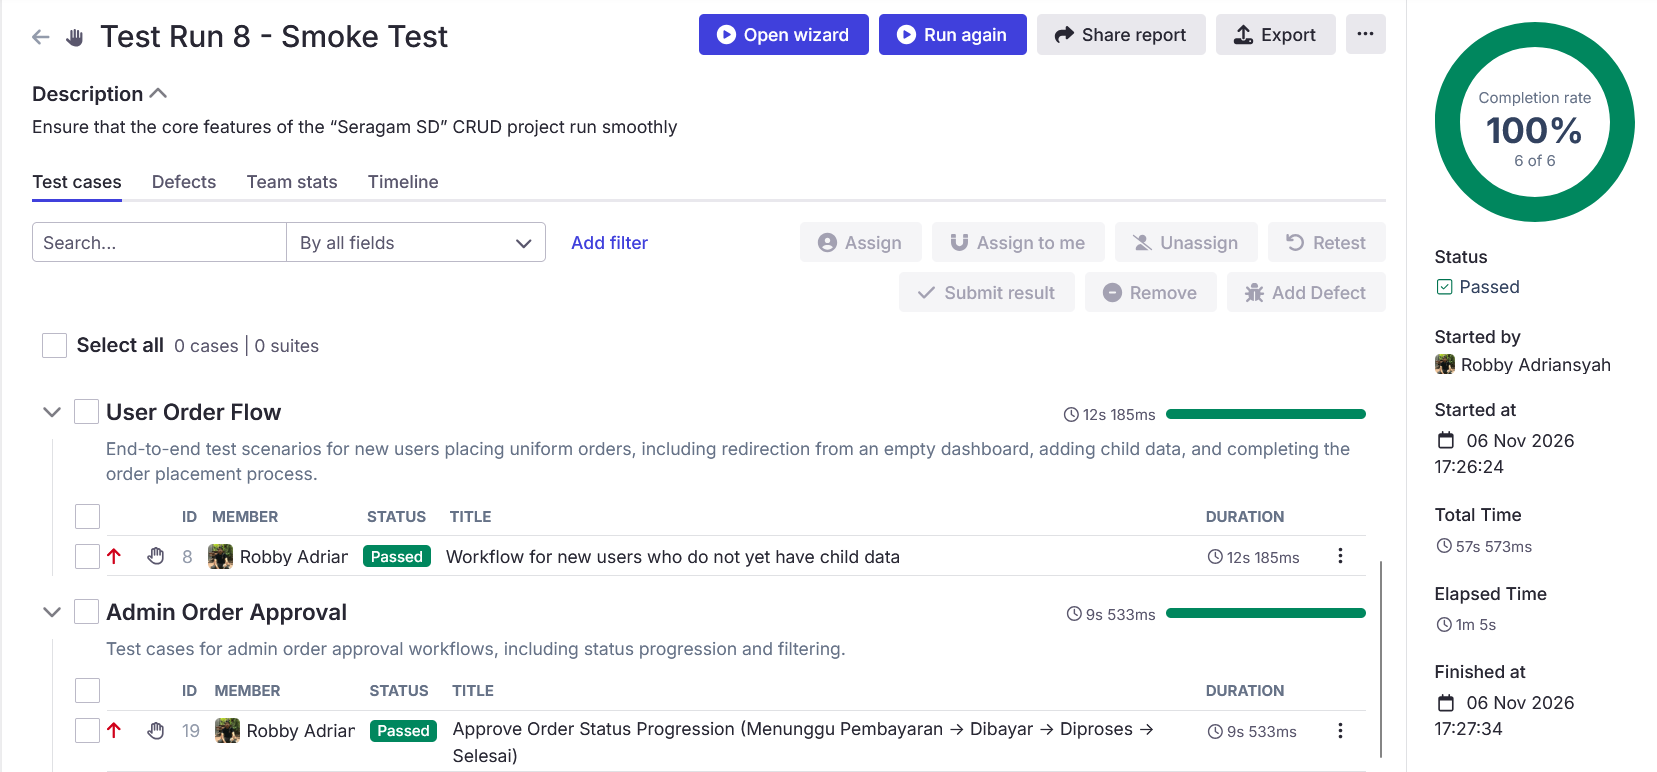 Test Run 8 - Smoke Test
Open wizard
Run again
Share report
Export
Description
Ensure that the core features of the “Seragam SD” CRUD project run smoothly
Test cases
Defects
Team stats
Timeline
Search...
By all fields
Add filter
Assign
Assign to me
Unassign
Retest
Submit result
Remove
Add Defect
Select all 0 cases | 0 suites
User Order Flow
12s 185ms
End-to-end test scenarios for new users placing uniform orders, including redirection from an empty dashboard, adding child data, and completing the
order placement process.
ID MEMBER STATUS TITLE DURATION
8 Robby Adriar Passed Workflow for new users who do not yet have child data 12s 185ms
Admin Order Approval
9s 533ms
Test cases for admin order approval workflows, including status progression and filtering.
ID MEMBER STATUS TITLE DURATION
19 Robby Adriar Passed Approve Order Status Progression (Menunggu Pembayaran → Dibayar → Diproses → 9s 533ms
Selesai)
Completion rate
100%
6 of 6
Status
Passed
Started by
Robby Adriansyah
Started at
06 Nov 2026
17:26:24
Total Time
57s 573ms
Elapsed Time
1m 5s
Finished at
06 Nov 2026
17:27:34